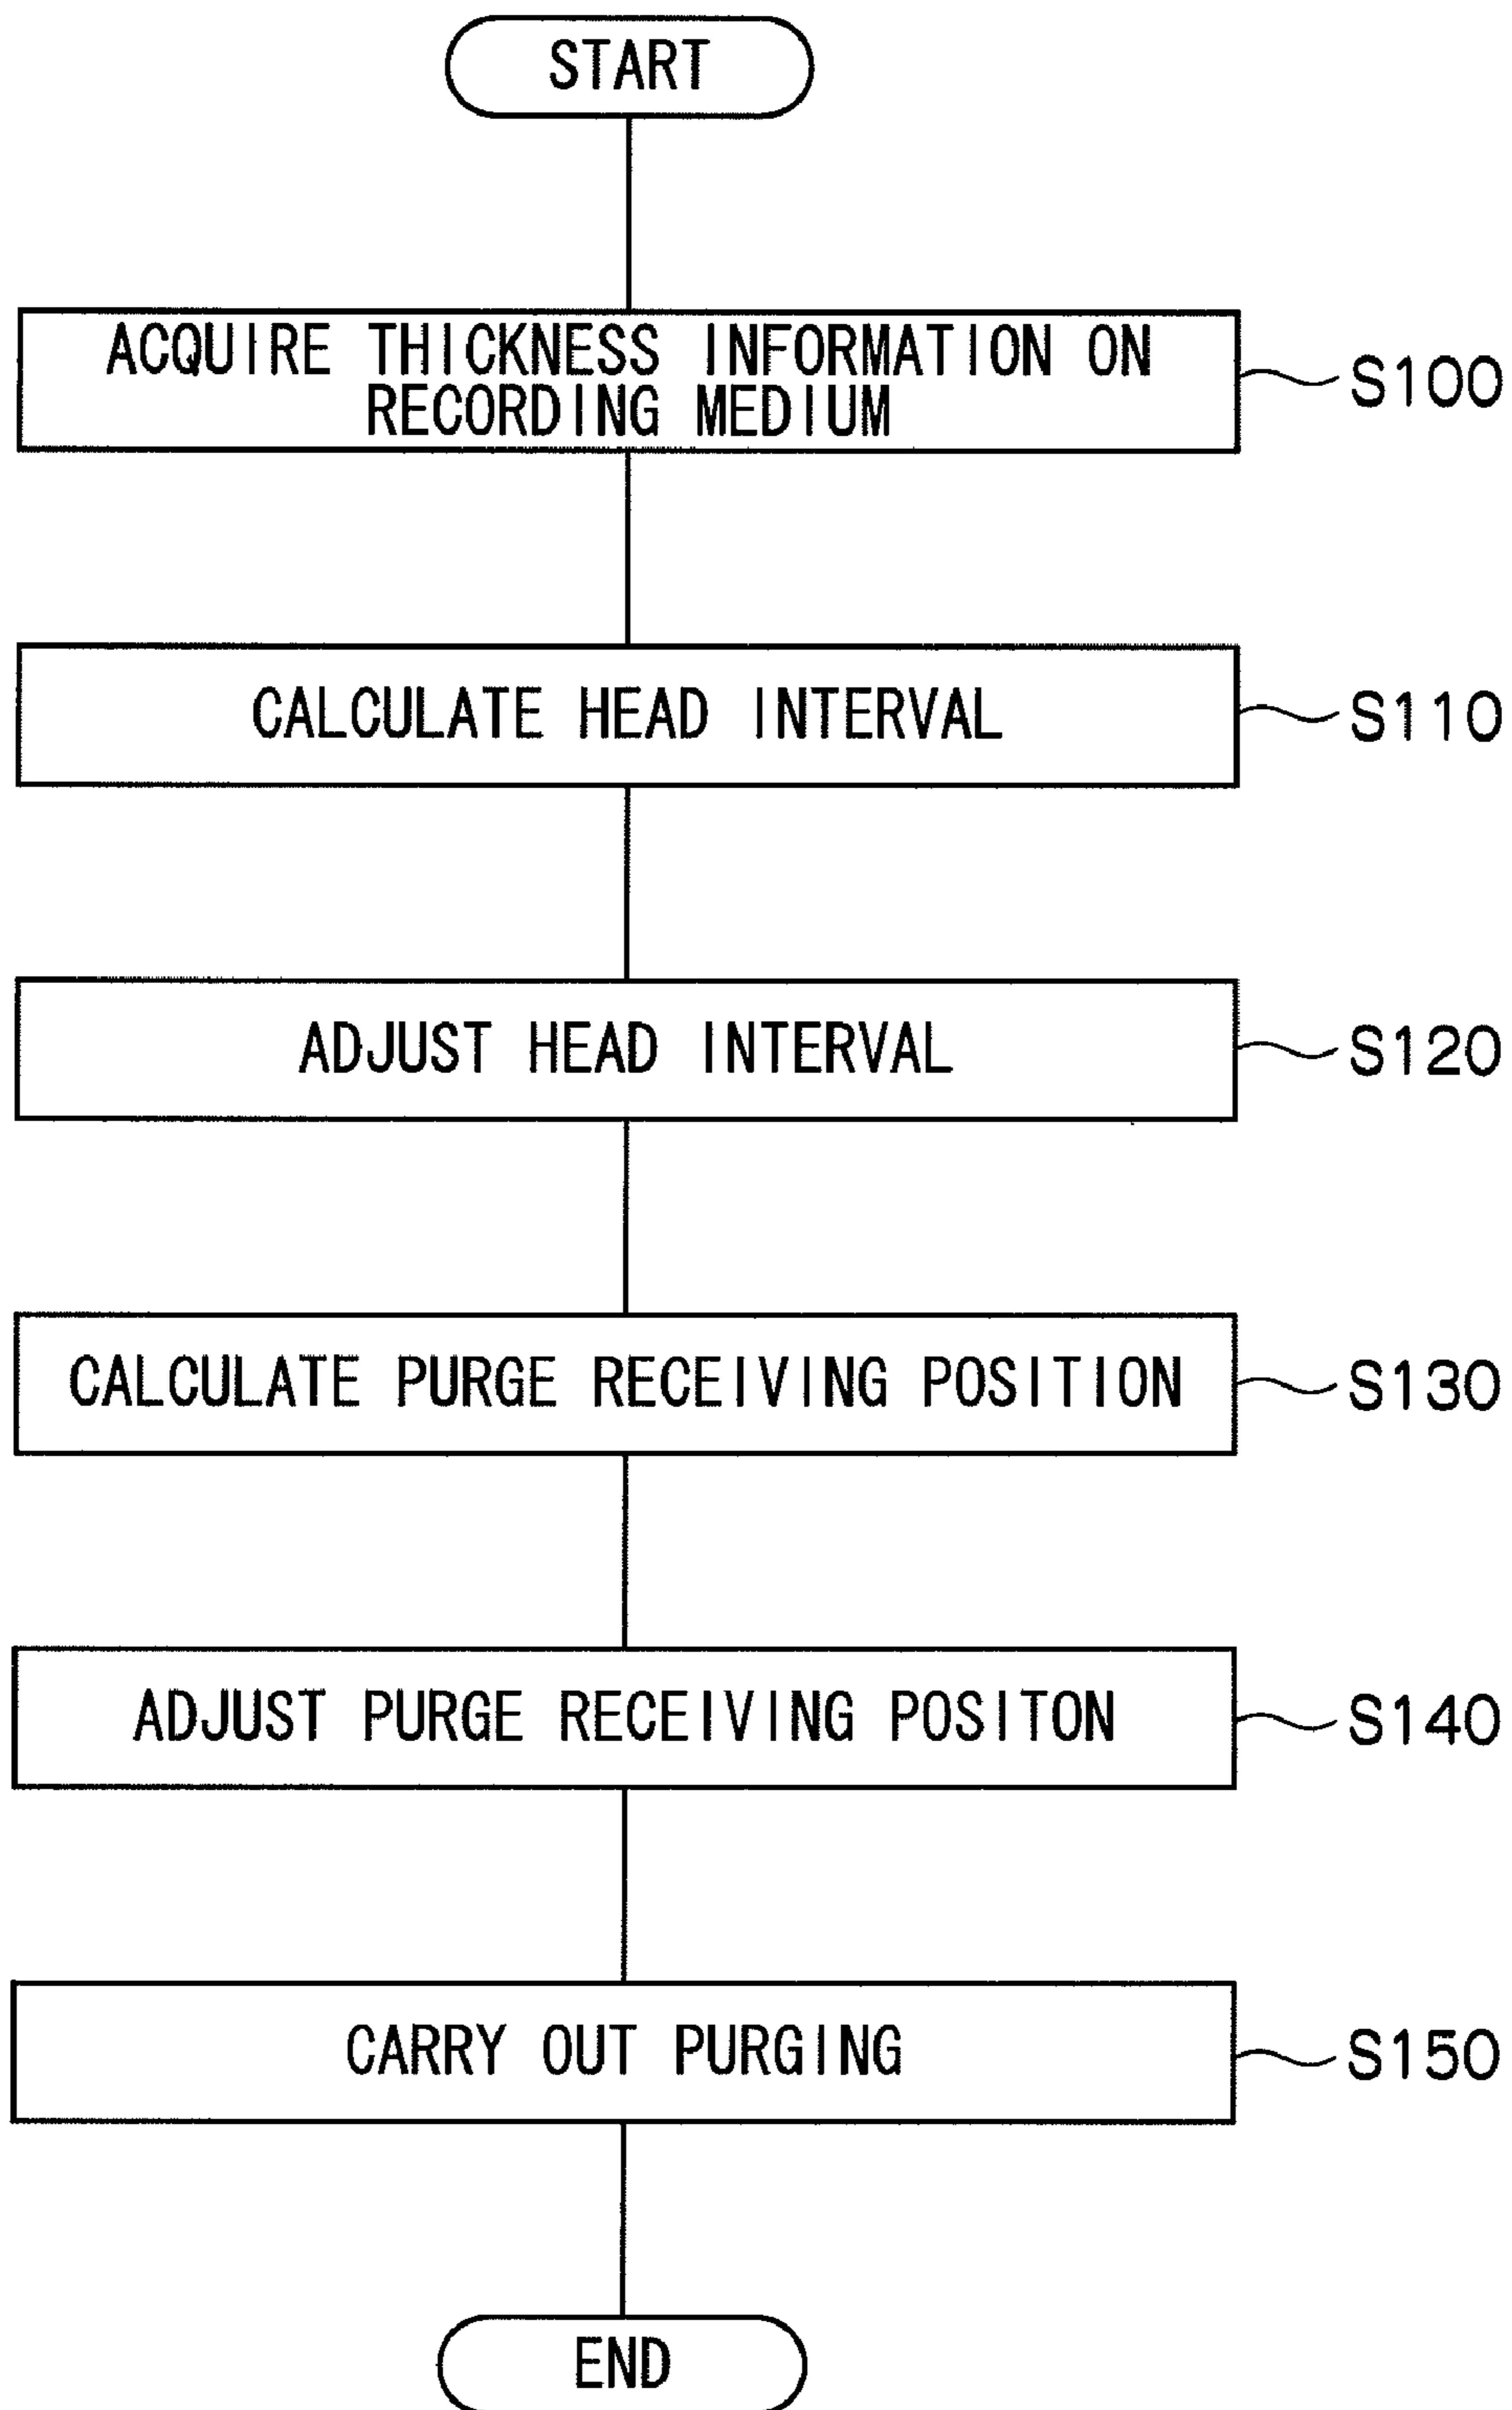 START
ACQUIRE THICKNESS INFORMATION ON
RECORDING MEDIUM
S100
CALCULATE HEAD INTERVAL
S110
ADJUST HEAD INTERVAL
S120
CALCULATE PURGE RECEIVING POSITION
S130
ADJUST PURGE RECEIVING POSITON
S140
CARRY OUT PURGING
S150
END